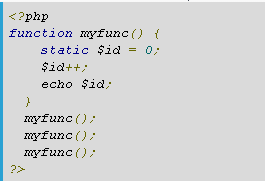 <?php
function myfunc() {
    static $id = 0;
    $id++;
    echo $id;
  }
  myfunc();
  myfunc();
  myfunc();
?>